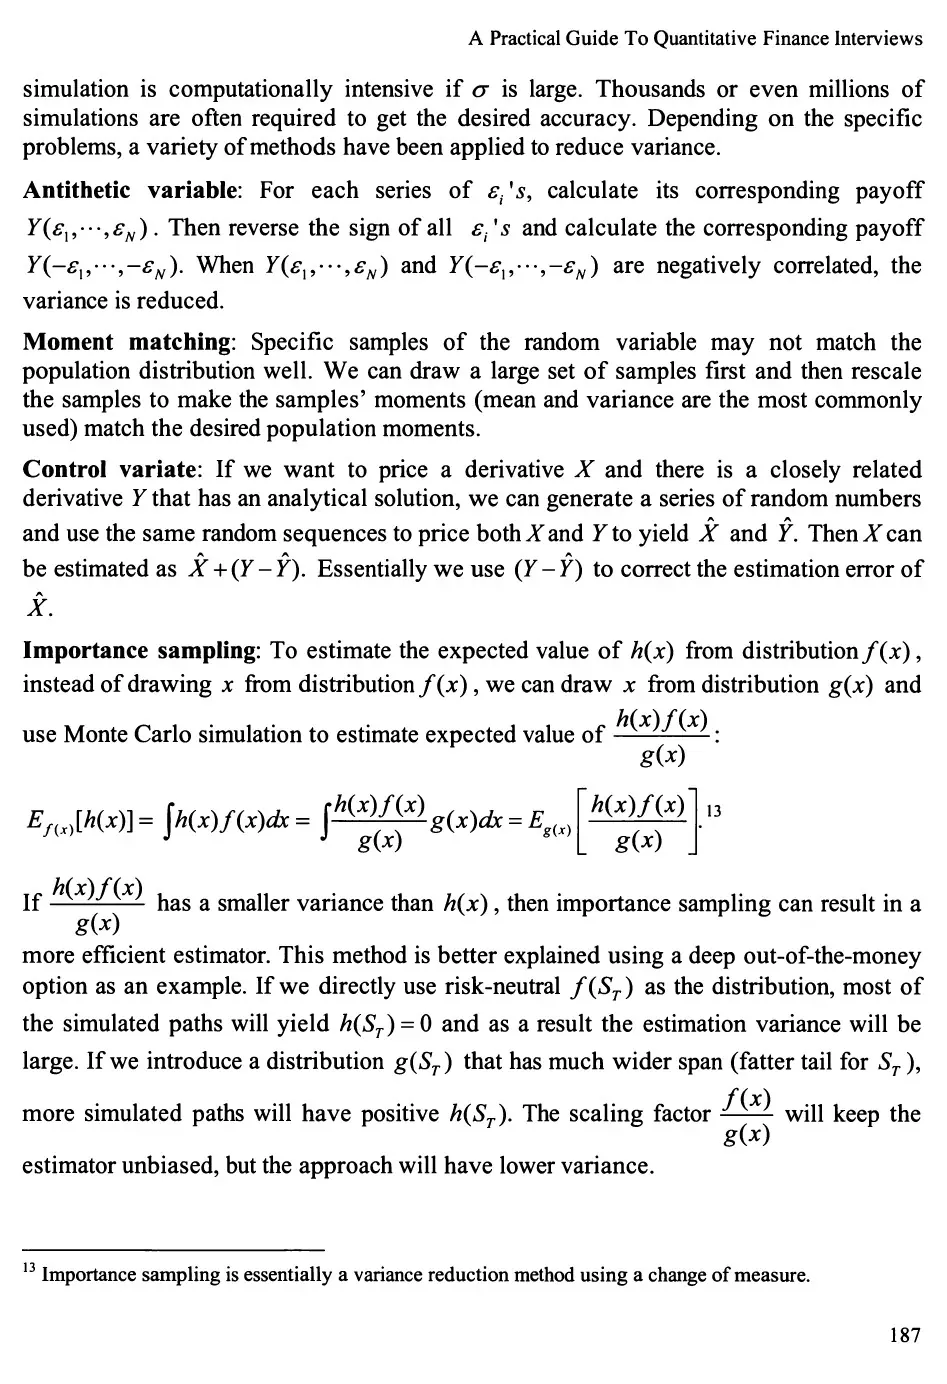 A Practical Guide To Quantitative Finance Interviews
simulation is computationally intensive if σ is large. Thousands or even millions of
simulations are often required to get the desired accuracy. Depending on the specific
problems, a variety of methods have been applied to reduce variance.
Antithetic variable: For each series of ε_i's, calculate its corresponding payoff
Y(ε_1,⋯,ε_N). Then reverse the sign of all ε_i's and calculate the corresponding payoff
Y(−ε_1,⋯,−ε_N). When Y(ε_1,⋯,ε_N) and Y(−ε_1,⋯,−ε_N) are negatively correlated, the
variance is reduced.
Moment matching: Specific samples of the random variable may not match the
population distribution well. We can draw a large set of samples first and then rescale
the samples to make the samples' moments (mean and variance are the most commonly
used) match the desired population moments.
Control variate: If we want to price a derivative X and there is a closely related
derivative Y that has an analytical solution, we can generate a series of random numbers
and use the same random sequences to price both X and Y to yield X̂ and Ŷ. Then X can
be estimated as X̂+(Y−Ŷ). Essentially we use (Y−Ŷ) to correct the estimation error of
X̂.
Importance sampling: To estimate the expected value of h(x) from distribution f(x),
instead of drawing x from distribution f(x), we can draw x from distribution g(x) and
use Monte Carlo simulation to estimate expected value of h(x)f(x)/g(x):
E_f(x)[h(x)] = ∫h(x)f(x)dx = ∫h(x)f(x)/g(x) g(x)dx = E_g(x)[h(x)f(x)/g(x)].¹³
If h(x)f(x)/g(x) has a smaller variance than h(x), then importance sampling can result in a
more efficient estimator. This method is better explained using a deep out-of-the-money
option as an example. If we directly use risk-neutral f(S_T) as the distribution, most of
the simulated paths will yield h(S_T)=0 and as a result the estimation variance will be
large. If we introduce a distribution g(S_T) that has much wider span (fatter tail for S_T),
more simulated paths will have positive h(S_T). The scaling factor f(x)/g(x) will keep the
estimator unbiased, but the approach will have lower variance.
¹³ Importance sampling is essentially a variance reduction method using a change of measure.
187